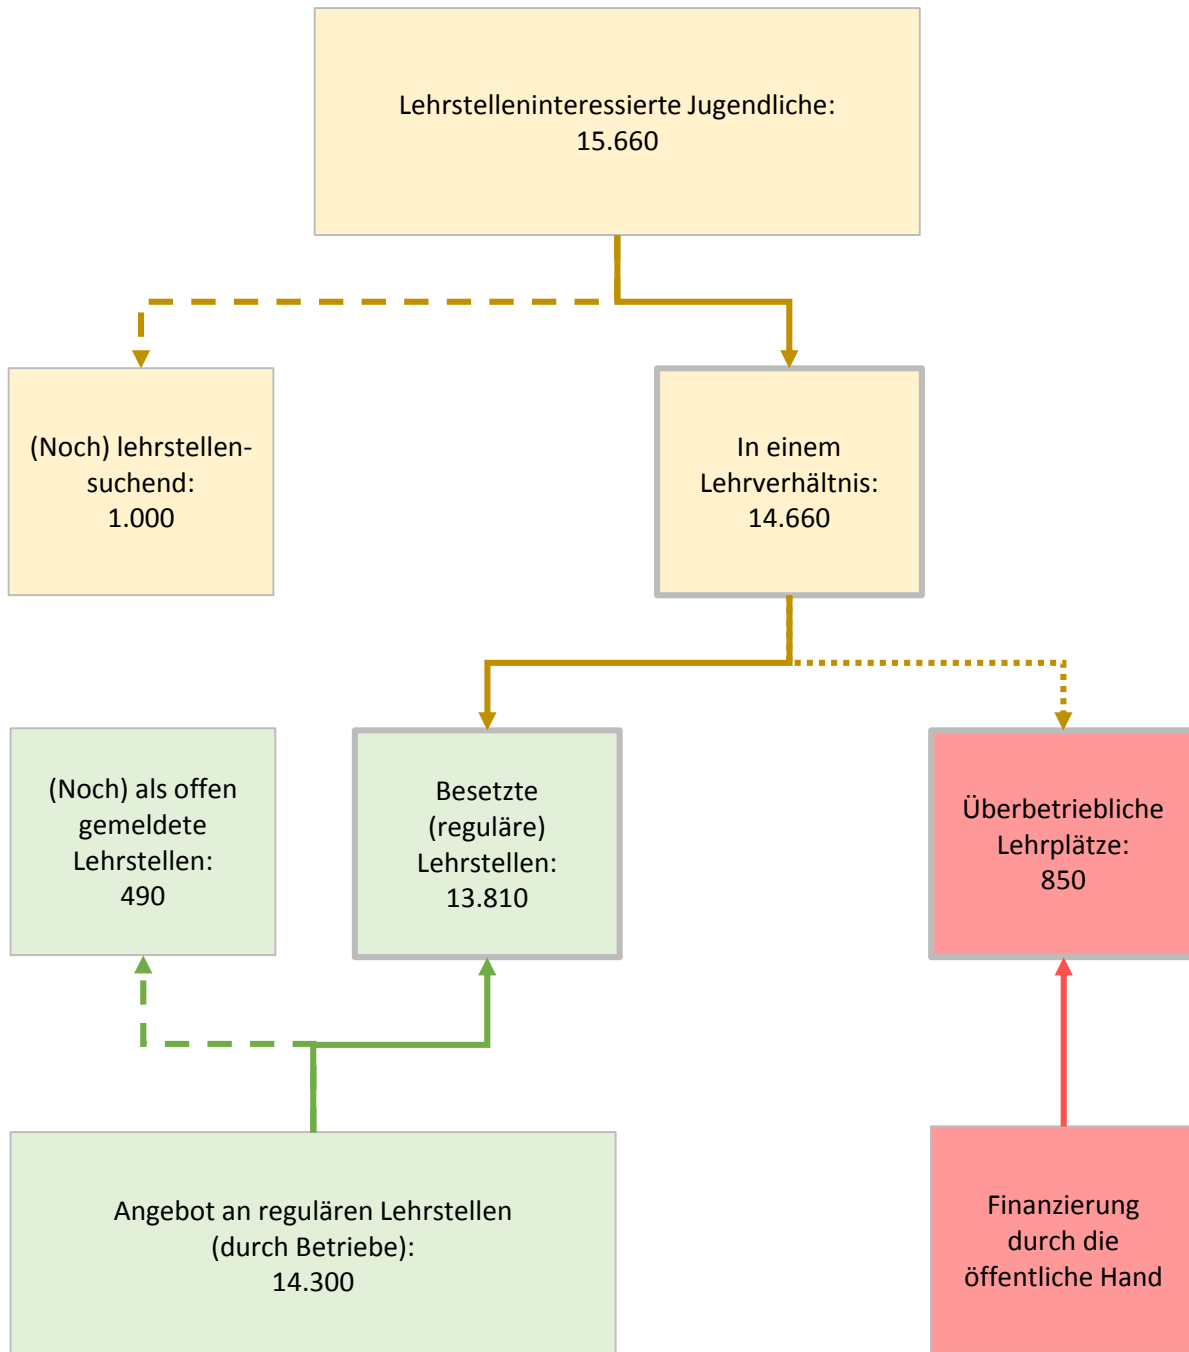 Lehrstelleninteressierte Jugendliche:
15.660
(Noch) lehrstellen-
suchend:
1.000
In einem
Lehrverhältnis:
14.660
(Noch) als offen
gemeldete
Lehrstellen:
490
Besetzte
(reguläre)
Lehrstellen:
13.810
Überbetriebliche
Lehrplätze:
850
Angebot an regulären Lehrstellen
(durch Betriebe):
14.300
Finanzierung
durch die
öffentliche Hand